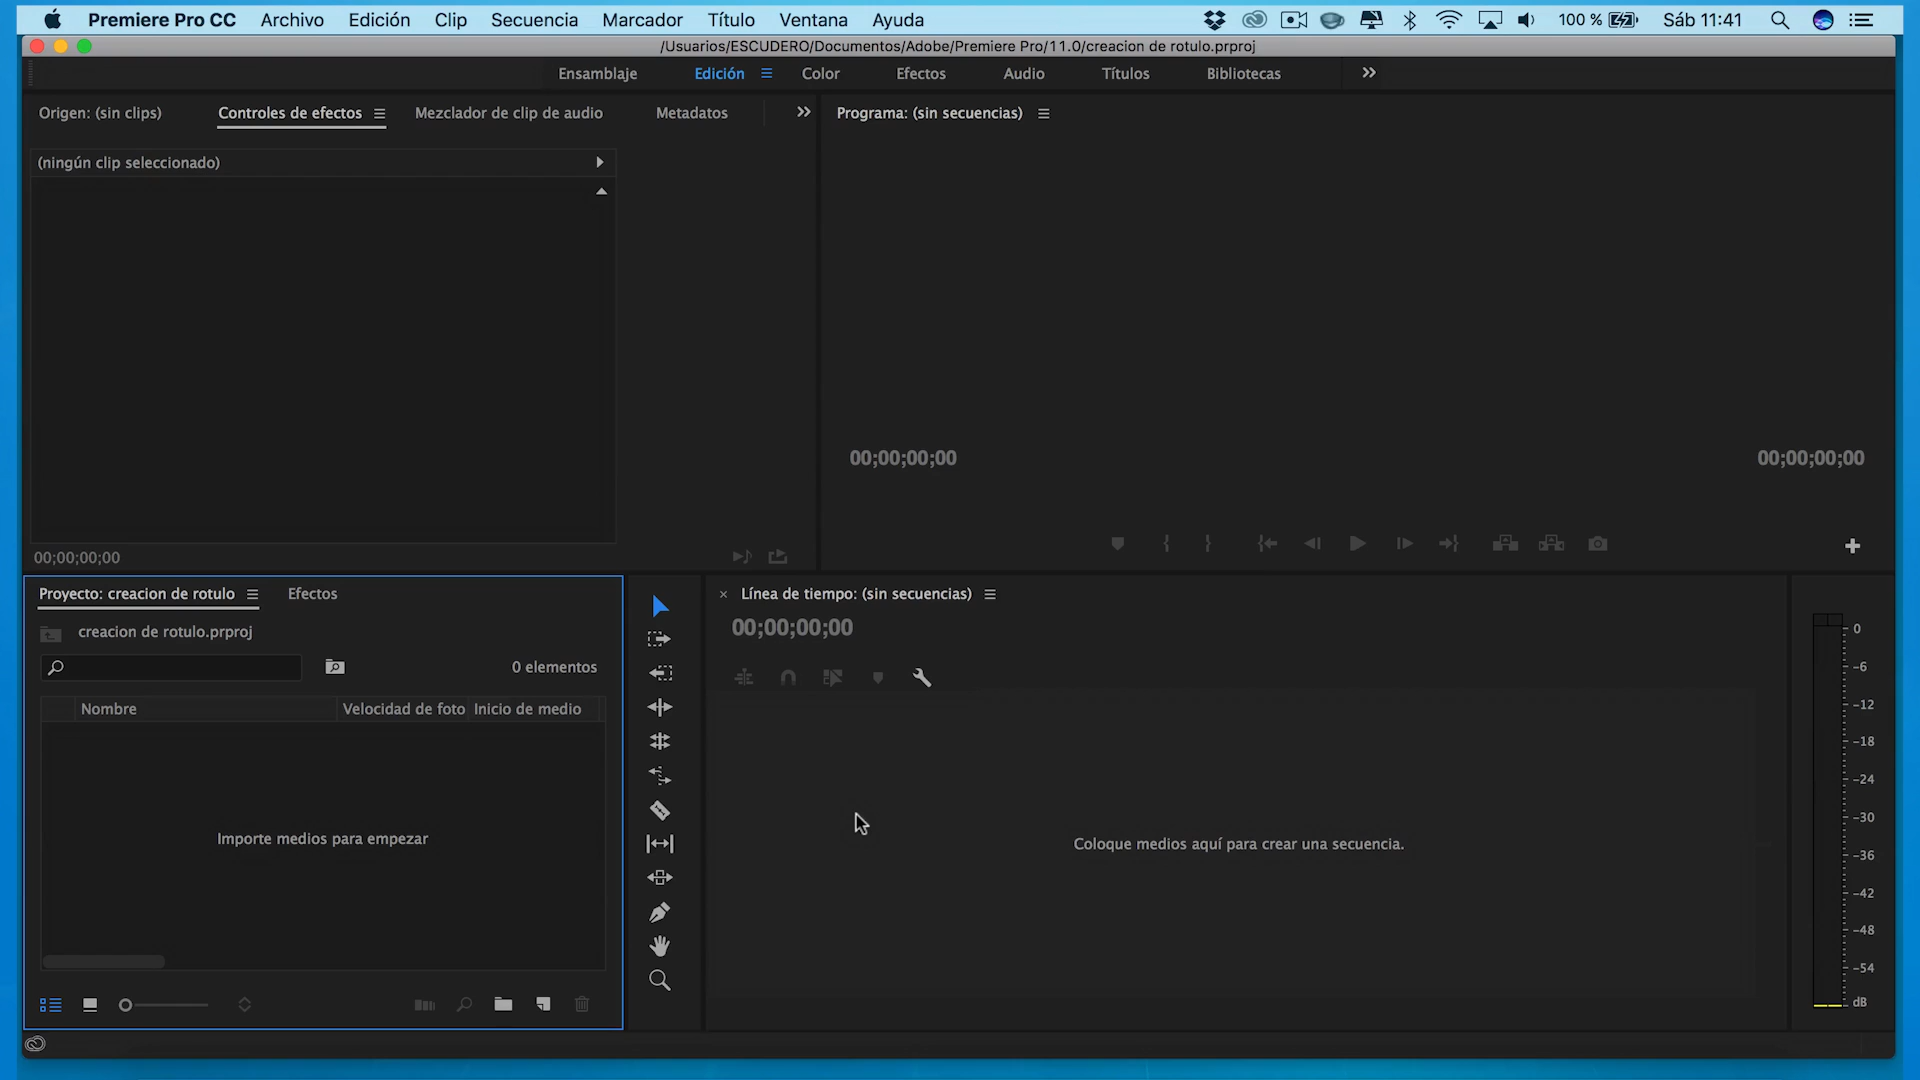 Premiere Pro CC Archivo Edición Clip Secuencia Marcador Título Ventana Ayuda 100 % Sáb 11:41
/Usuarios/ESCUDERO/Documentos/Adobe/Premiere Pro/11.0/creacion de rotulo.prproj
Ensamblaje Edición Color Efectos Audio Títulos Bibliotecas
Origen: (sin clips) Controles de efectos Mezclador de clip de audio Metadatos
Programa: (sin secuencias)
(ningún clip seleccionado)
00;00;00;00 00;00;00;00
00;00;00;00
Proyecto: creacion de rotulo Efectos
creacion de rotulo.prproj
0 elementos
Nombre Velocidad de foto Inicio de medio
Importe medios para empezar
Línea de tiempo: (sin secuencias)
00;00;00;00
Coloque medios aquí para crear una secuencia.
0
-6
-12
-18
-24
-30
-36
-42
-48
-54
dB